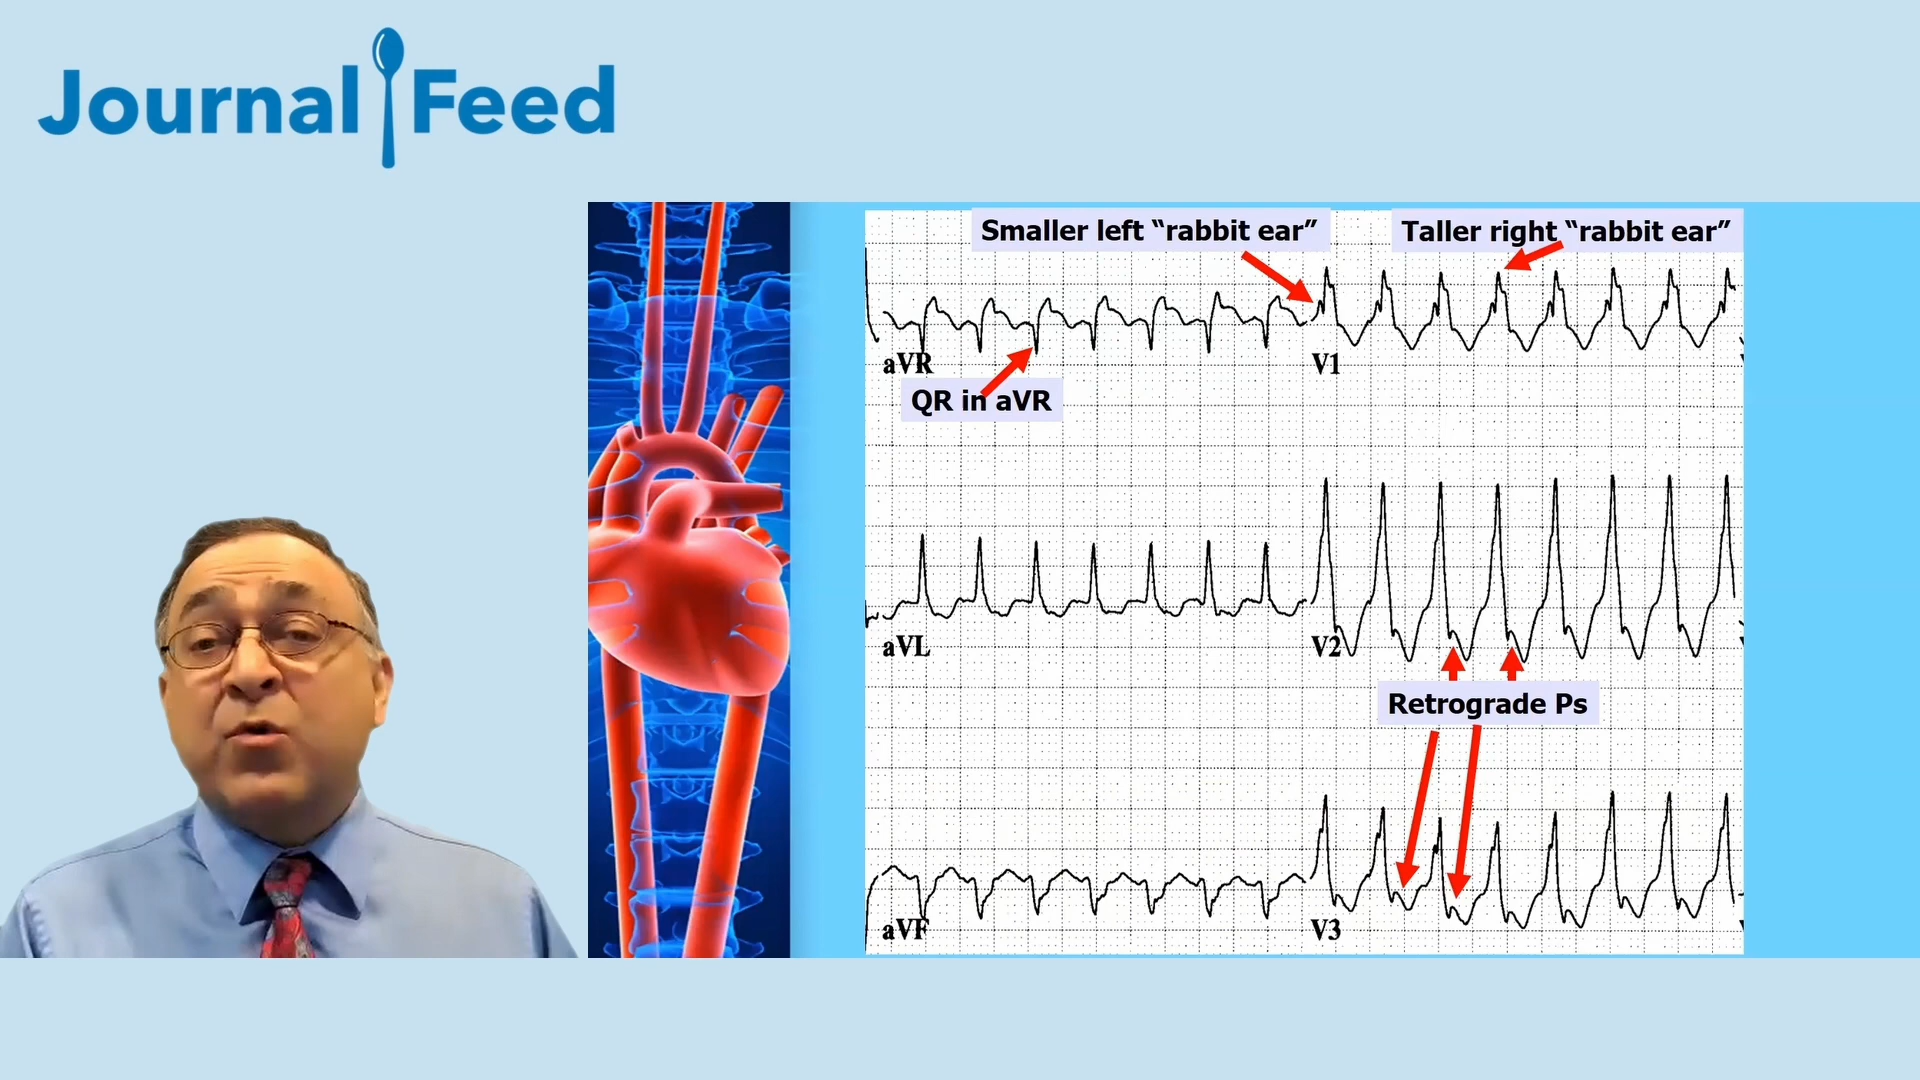 Journal Feed
Smaller left “rabbit ear”
Taller right “rabbit ear”
aVR
V1
QR in aVR
aVL
V2
Retrograde Ps
aVF
V3